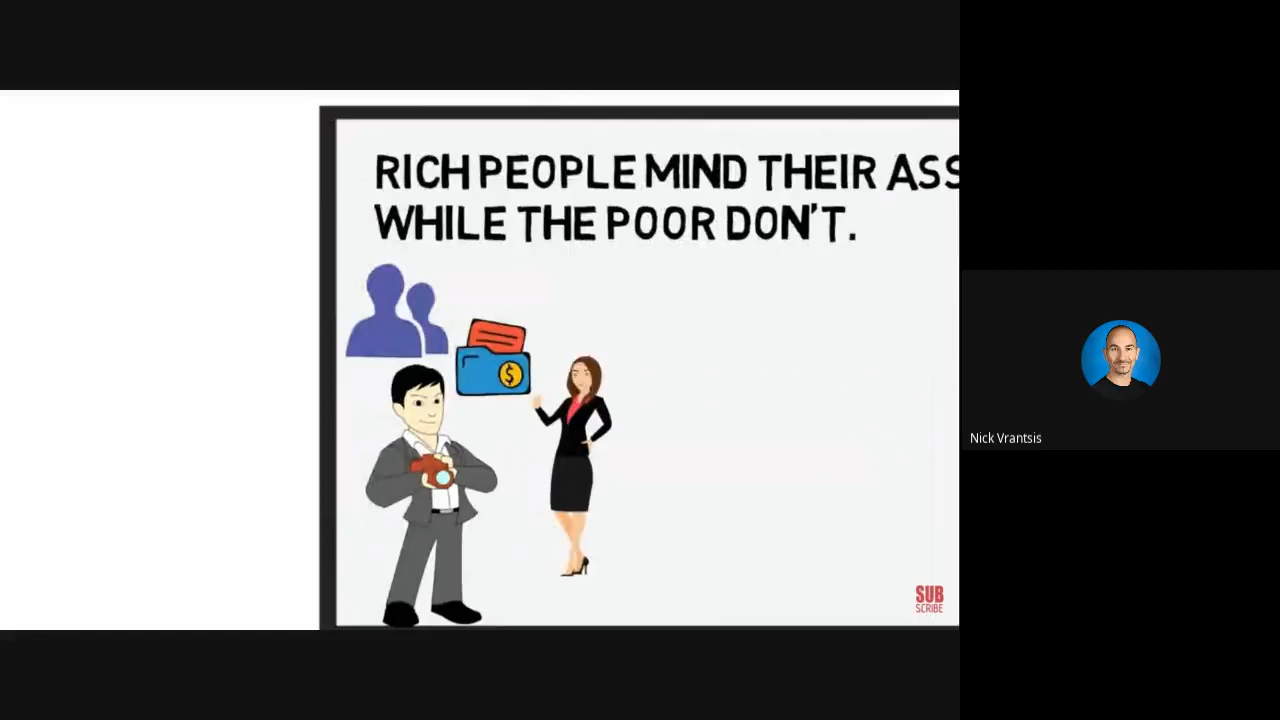 RICH PEOPLE MIND THEIR ASS
WHILE THE POOR DON'T.
$
SUB
SCRIBE
Nick Vrantsis